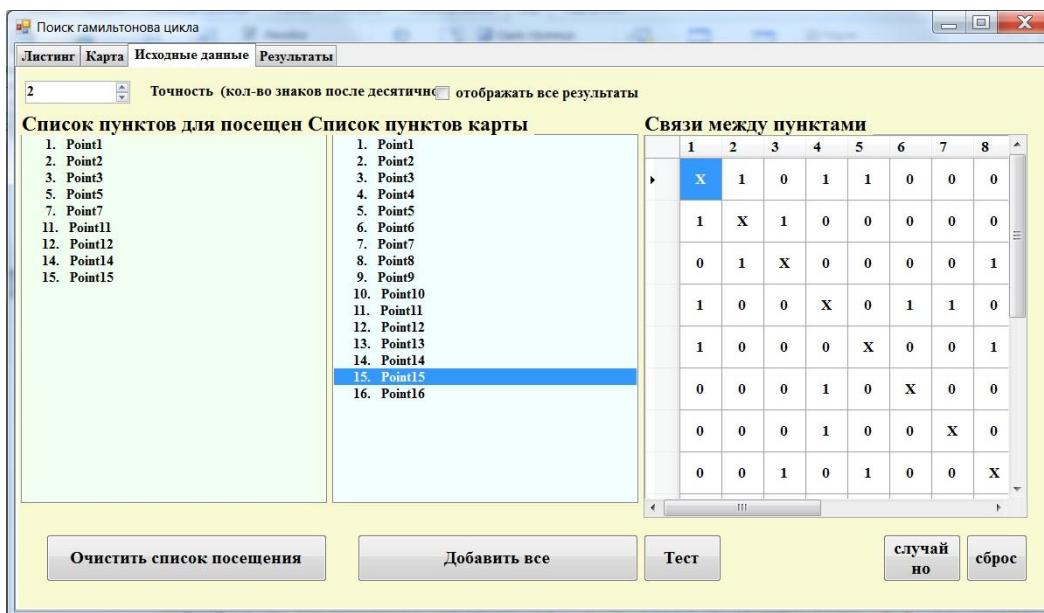 Поиск гамильтонова цикла
Листинг Карта Исходные данные Результаты
2 Точность (кол-во знаков после десятично отображать все результаты
Список пунктов для посещен Список пунктов карты Связи между пунктами
1. Point1
2. Point2
3. Point3
5. Point5
7. Point7
11. Point11
12. Point12
14. Point14
15. Point15
1. Point1
2. Point2
3. Point3
4. Point4
5. Point5
6. Point6
7. Point7
8. Point8
9. Point9
10. Point10
11. Point11
12. Point12
13. Point13
14. Point14
15. Point15
16. Point16
1 2 3 4 5 6 7 8
X 1 0 1 1 0 0 0
1 X 1 0 0 0 0 0
0 1 X 0 0 0 0 1
1 0 0 X 0 1 1 0
1 0 0 0 X 0 0 1
0 0 0 1 0 X 0 0
0 0 0 1 0 0 X 0
0 0 1 0 1 0 0 X
Очистить список посещения Добавить все Тест случай сброс
но